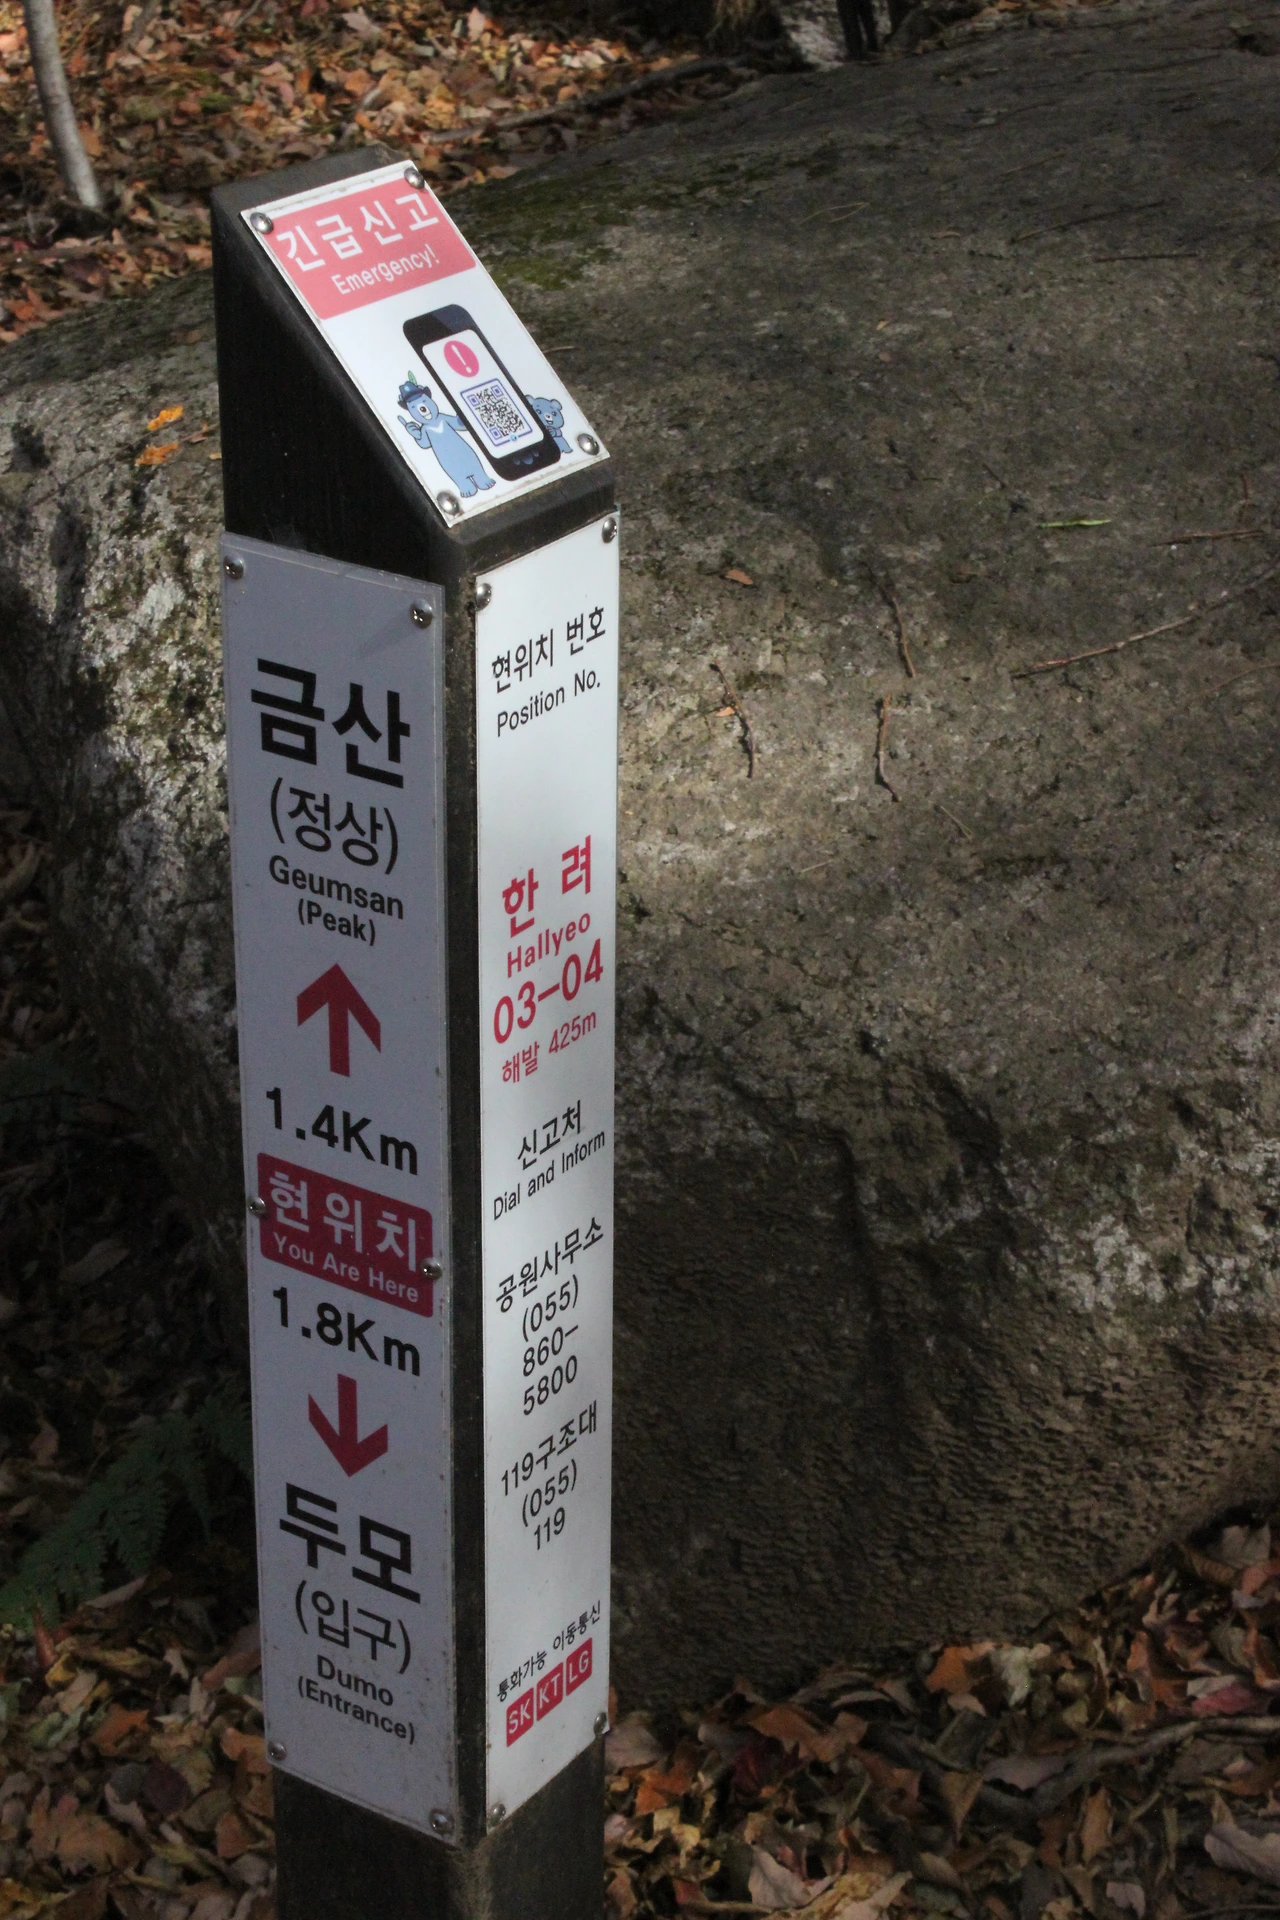 긴급신고
Emergency!
!
금산
(정상)
Geumsan
(Peak)
1.4Km
현위치
You Are Here
1.8Km
두모
(입구)
Dumo
(Entrance)
현위치 번호
Position No.
한 려
Hallyeo
03-04
해발 425m
신고처
Dial and Inform
공원사무소
(055)
860-
5800
119구조대
(055)
119
통화가능 이동통신
SK KT LG